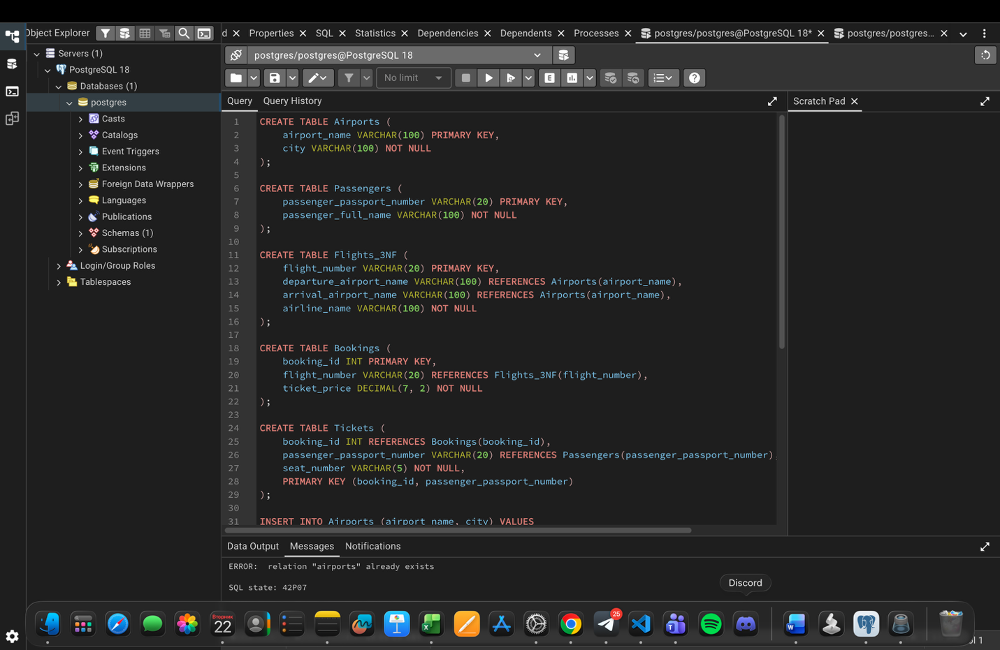 Object Explorer
d
Properties
SQL
Statistics
Dependencies
Dependents
Processes
postgres/postgres@PostgreSQL 18*
postgres/postgres...
Servers (1)
PostgreSQL 18
Databases (1)
postgres
Casts
Catalogs
Event Triggers
Extensions
Foreign Data Wrappers
Languages
Publications
Schemas (1)
Subscriptions
Login/Group Roles
Tablespaces
postgres/postgres@PostgreSQL 18
No limit
E
Query
Query History
Scratch Pad
1 CREATE TABLE Airports (
2 airport_name VARCHAR(100) PRIMARY KEY,
3 city VARCHAR(100) NOT NULL
4 );
5
6 CREATE TABLE Passengers (
7 passenger_passport_number VARCHAR(20) PRIMARY KEY,
8 passenger_full_name VARCHAR(100) NOT NULL
9 );
10
11 CREATE TABLE Flights_3NF (
12 flight_number VARCHAR(20) PRIMARY KEY,
13 departure_airport_name VARCHAR(100) REFERENCES Airports(airport_name),
14 arrival_airport_name VARCHAR(100) REFERENCES Airports(airport_name),
15 airline_name VARCHAR(100) NOT NULL
16 );
17
18 CREATE TABLE Bookings (
19 booking_id INT PRIMARY KEY,
20 flight_number VARCHAR(20) REFERENCES Flights_3NF(flight_number),
21 ticket_price DECIMAL(7, 2) NOT NULL
22 );
23
24 CREATE TABLE Tickets (
25 booking_id INT REFERENCES Bookings(booking_id),
26 passenger_passport_number VARCHAR(20) REFERENCES Passengers(passenger_passport_number),
27 seat_number VARCHAR(5) NOT NULL,
28 PRIMARY KEY (booking_id, passenger_passport_number)
29 );
30
31 INSERT INTO Airports (airport_name, city) VALUES
Data Output
Messages
Notifications
ERROR: relation "airports" already exists
SQL state: 42P07
Discord
Вторник
22
25
ol 1